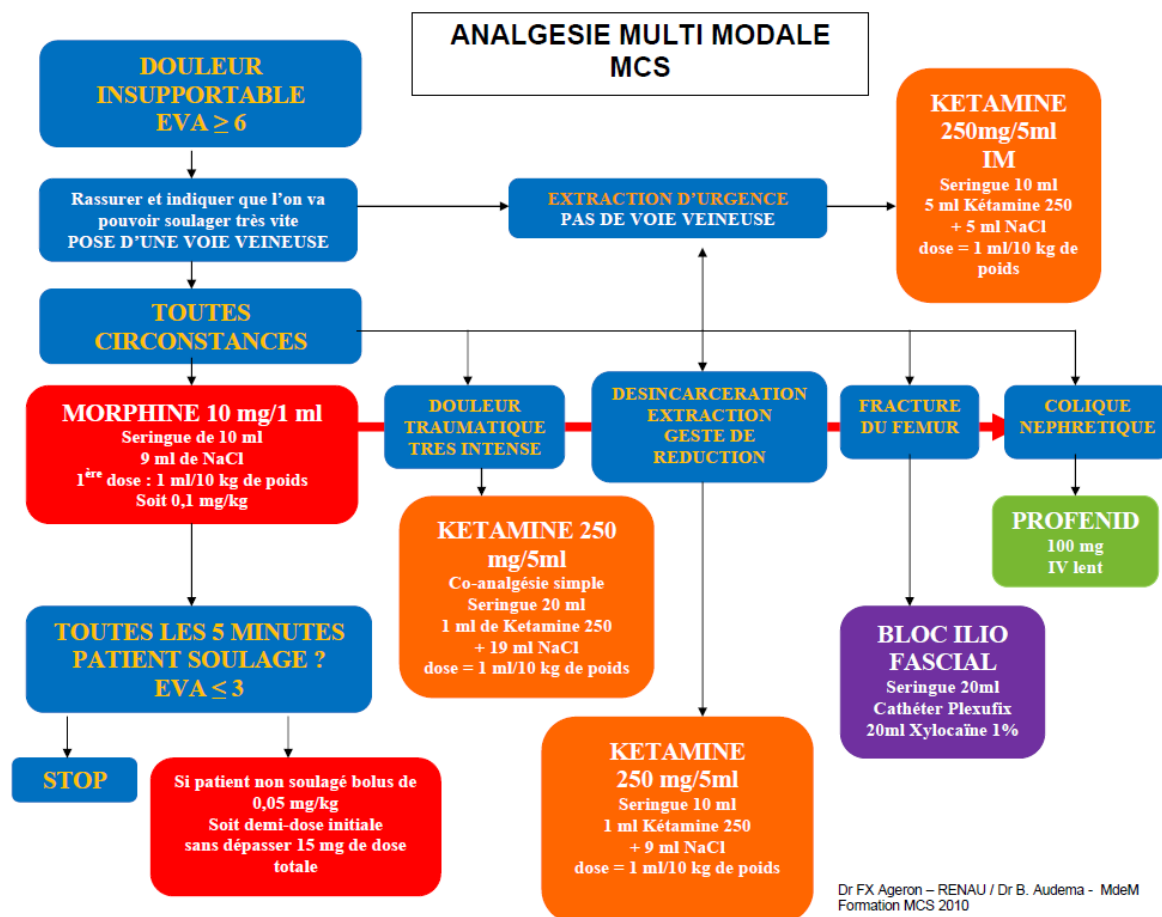 ANALGESIE MULTI MODALE
MCS
DOULEUR
INSUPPORTABLE
EVA ≥ 6
Rassurer et indiquer que l'on va
pouvoir soulager très vite
POSE D'UNE VOIE VEINEUSE
EXTRACTION D'URGENCE
PAS DE VOIE VEINEUSE
KETAMINE
250mg/5ml
IM
Seringue 10 ml
5 ml Kétamine 250
+ 5 ml NaCl
dose = 1 ml/10 kg de
poids
TOUTES
CIRCONSTANCES
MORPHINE 10 mg/1 ml
Seringue de 10 ml
9 ml de NaCl
1ère dose : 1 ml/10 kg de poids
Soit 0,1 mg/kg
DOULEUR
TRAUMATIQUE
TRES INTENSE
DESINCARCERATION
EXTRACTION
GESTE DE
REDUCTION
FRACTURE
DU FEMUR
COLIQUE
NEPHRETIQUE
KETAMINE 250
mg/5ml
Co-analgésie simple
Seringue 20 ml
1 ml de Ketamine 250
+ 19 ml NaCl
dose = 1 ml/10 kg de poids
PROFENID
100 mg
IV lent
TOUTES LES 5 MINUTES
PATIENT SOULAGE ?
EVA ≤ 3
BLOC ILIO
FASCIAL
Seringue 20ml
Cathéter Plexufix
20ml Xylocaïne 1%
STOP
Si patient non soulagé bolus de
0,05 mg/kg
Soit demi-dose initiale
sans dépasser 15 mg de dose
totale
KETAMINE
250 mg/5ml
Seringue 10 ml
1 ml Kétamine 250
+ 9 ml NaCl
dose = 1 ml/10 kg de poids
Dr FX Ageron – RENAU / Dr B. Audema - MdeM
Formation MCS 2010